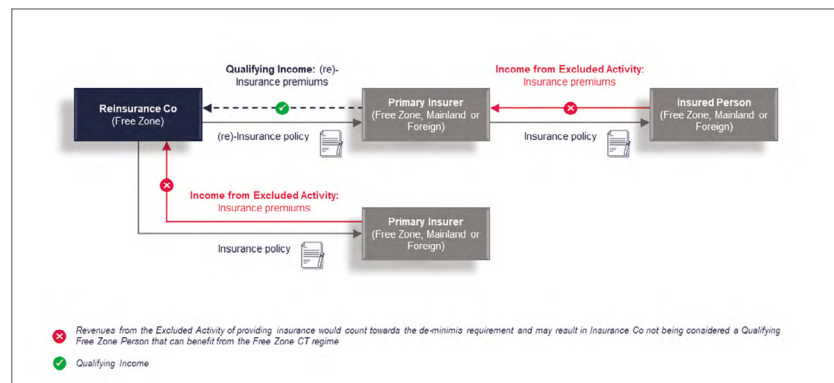 Qualifying Income: (re)-
Insurance premiums
Income from Excluded Activity:
Insurance premiums
Reinsurance Co
(Free Zone)
Primary Insurer
(Free Zone, Mainland or
Foreign)
Insured Person
(Free Zone, Mainland or
Foreign)
(re)-Insurance policy
Insurance policy
Income from Excluded Activity:
Insurance premiums
Primary Insurer
(Free Zone, Mainland or
Foreign)
Insurance policy
Revenues from the Excluded Activity of providing insurance would count towards the de-minimis requirement and may result in Insurance Co not being considered a Qualifying
Free Zone Person that can benefit from the Free Zone CT regime
Qualifying Income